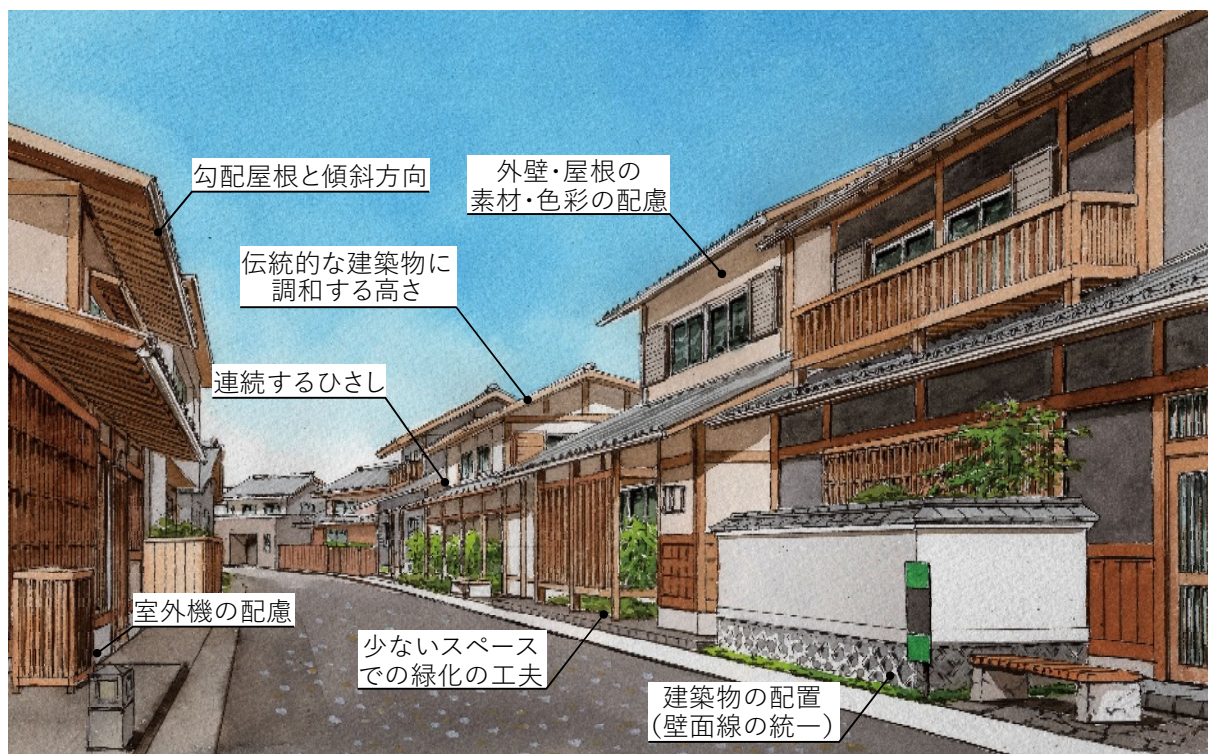 勾配屋根と傾斜方向
外壁・屋根の
素材・色彩の配慮
伝統的な建築物に
調和する高さ
連続するひさし
室外機の配慮
少ないスペース
での緑化の工夫
建築物の配置
（壁面線の統一）